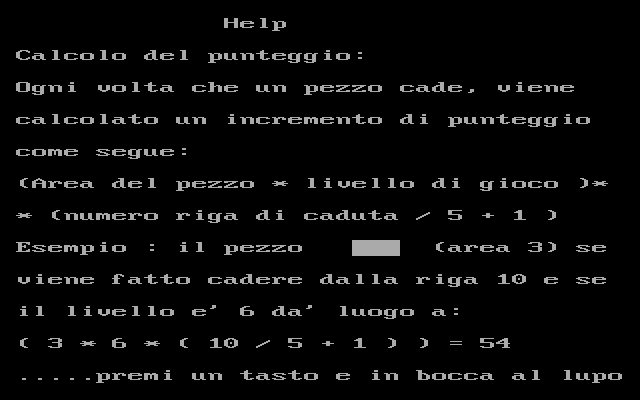 Help
Calcolo del punteggio:
Ogni volta che un pezzo cade, viene
calcolato un incremento di punteggio
come segue:
(Area del pezzo * livello di gioco )*
* (numero riga di caduta / 5 + 1 )
Esempio : il pezzo (area 3) se
viene fatto cadere dalla riga 10 e se
il livello e' 6 da' luogo a:
( 3 * 6 * ( 10 / 5 + 1 ) ) = 54
.....premi un tasto e in bocca al lupo